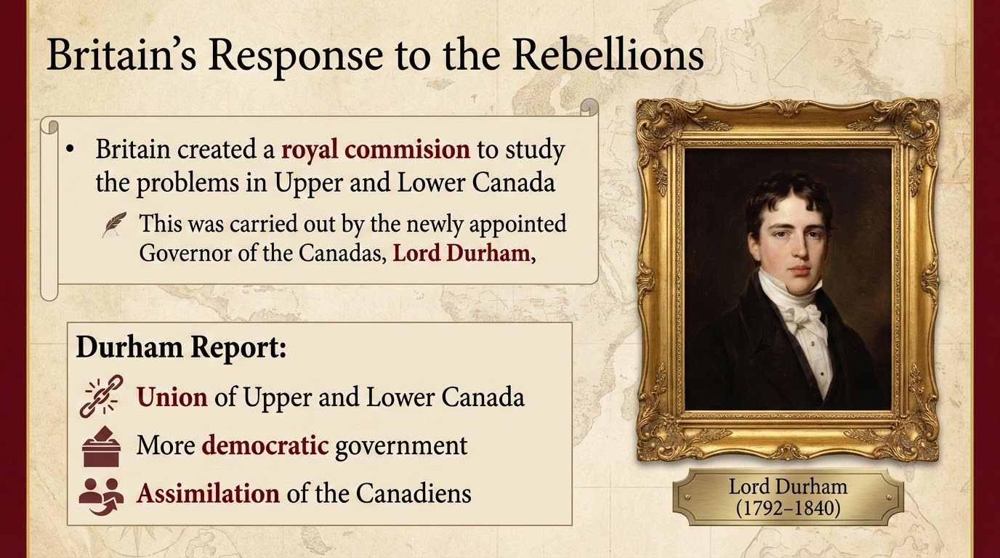 Britain’s Response to the Rebellions
• Britain created a royal commision to study
the problems in Upper and Lower Canada
This was carried out by the newly appointed
Governor of the Canadas, Lord Durham,
Durham Report:
Union of Upper and Lower Canada
More democratic government
Assimilation of the Canadiens
Lord Durham
(1792–1840)